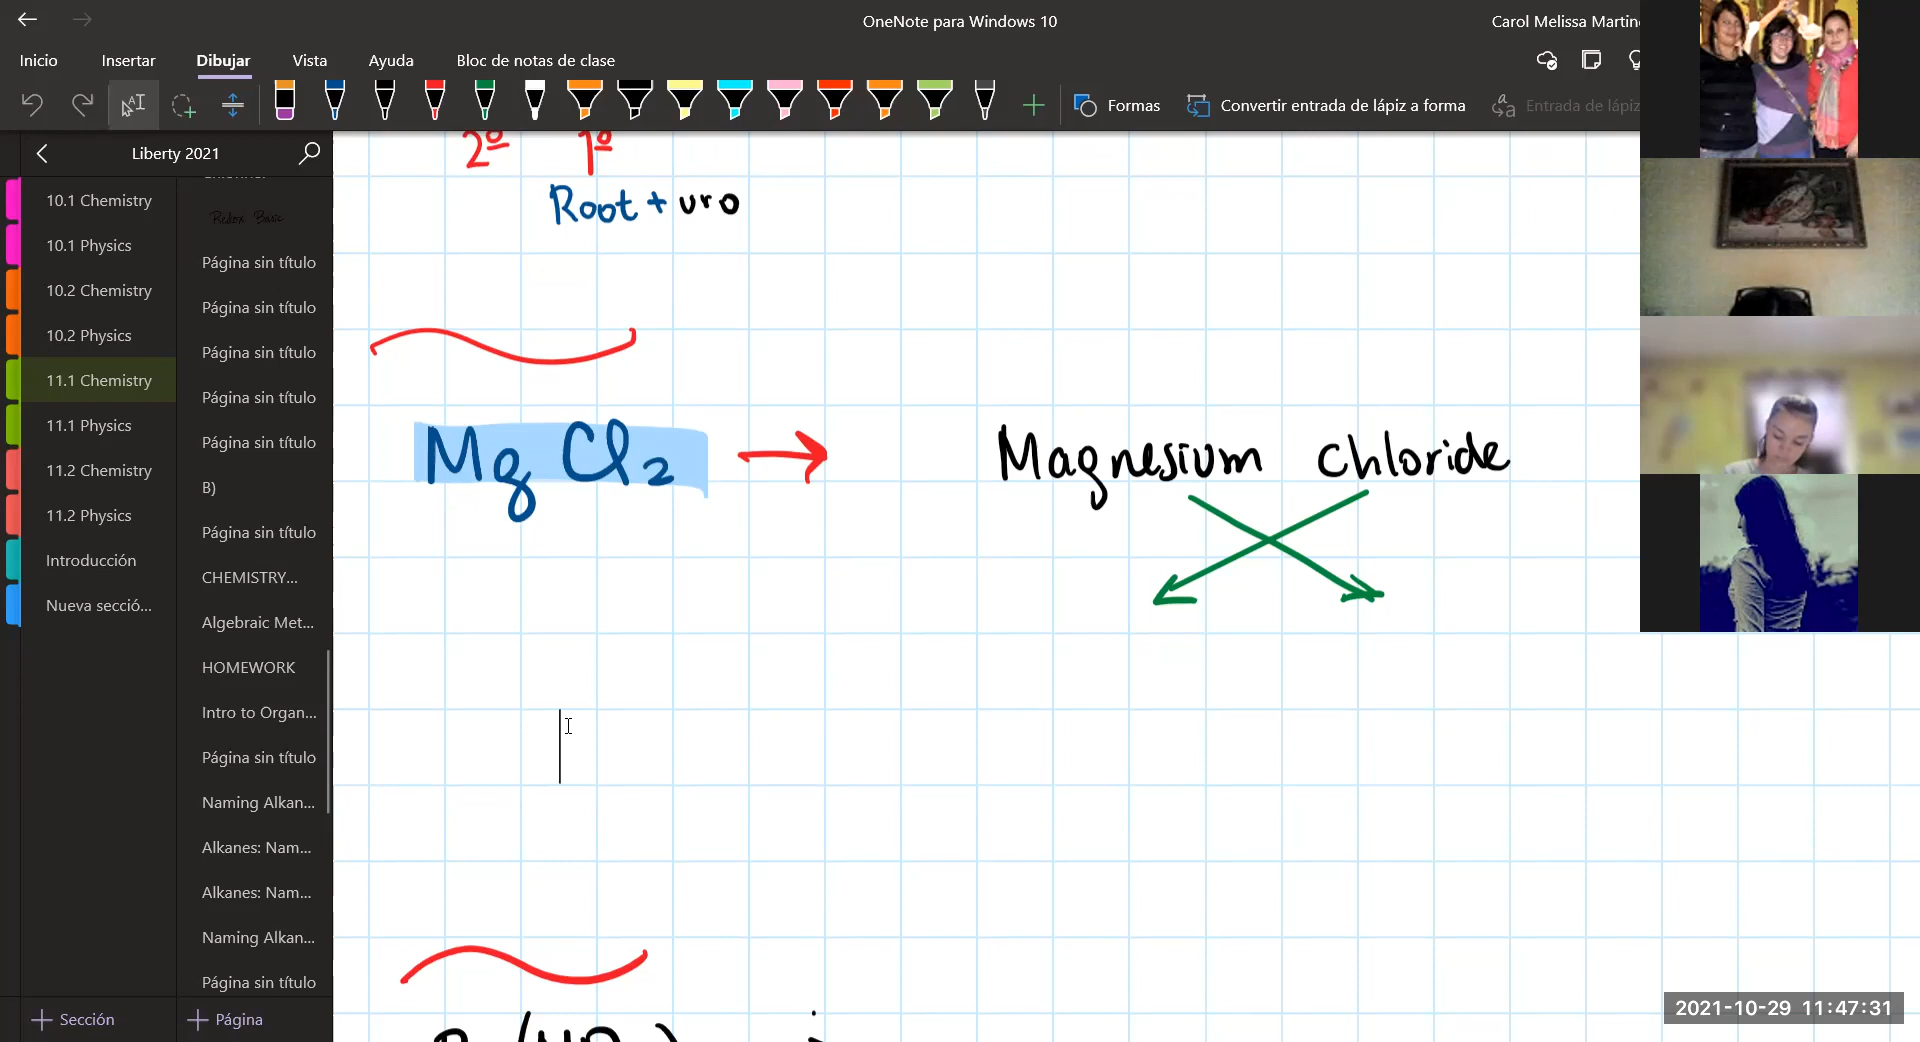 OneNote para Windows 10
Carol Melissa Martin
Inicio Insertar Dibujar Vista Ayuda Bloc de notas de clase
Formas Convertir entrada de lápiz a forma Entrada de lápiz
Liberty 2021
10.1 Chemistry
10.1 Physics
10.2 Chemistry
10.2 Physics
11.1 Chemistry
11.1 Physics
11.2 Chemistry
11.2 Physics
Introducción
Nueva secció...
Sección
Redox Basic
Página sin título
Página sin título
Página sin título
Página sin título
Página sin título
B)
Página sin título
CHEMISTRY...
Algebraic Met...
HOMEWORK
Intro to Organ...
Página sin título
Naming Alkan...
Alkanes: Nam...
Alkanes: Nam...
Naming Alkan...
Página sin título
Página
2º 1º
Root + uro
Mg Cl₂ → Magnesium chloride
2021-10-29 11:47:31